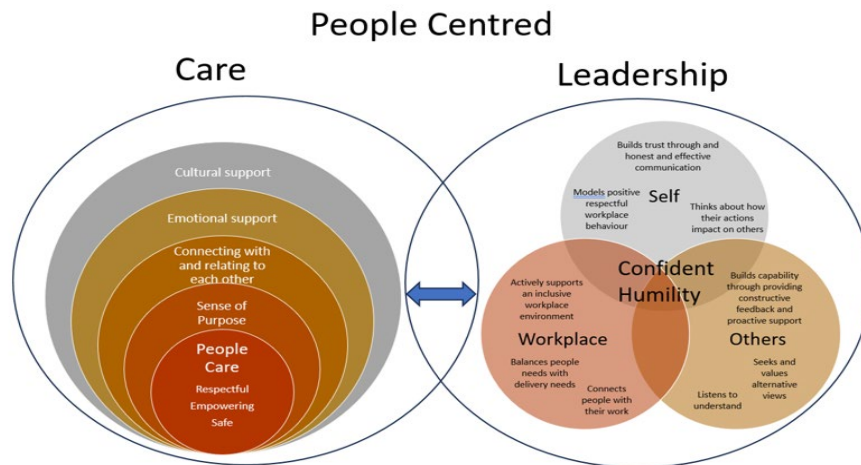 People Centred
Care
Leadership
Cultural support
Emotional support
Connecting with
and relating to
each other
Sense of
Purpose
People
Care
Respectful
Empowering
Safe
Builds trust through and
honest and effective
communication
Self
Models positive
respectful
workplace
behaviour
Thinks about how
their actions
impact on others
Confident
Humility
Actively supports
an inclusive
workplace
environment
Workplace
Balances people
needs with
delivery needs
Connects
people with
their work
Builds capability
through providing
constructive
feedback and
proactive support
Others
Seeks and
values
alternative
views
Listens to
understand